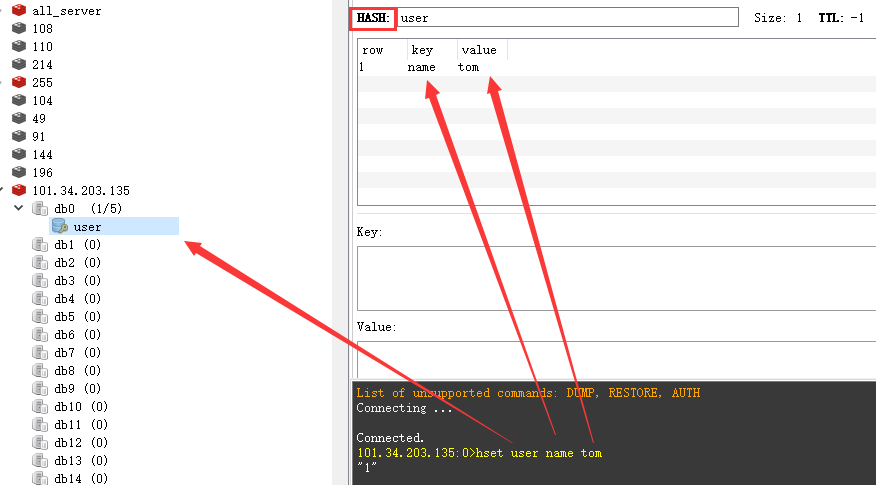 all_server
108
110
214
255
104
49
91
144
196
101.34.203.135
db0 (1/5)
user
db1 (0)
db2 (0)
db3 (0)
db4 (0)
db5 (0)
db6 (0)
db7 (0)
db8 (0)
db9 (0)
db10 (0)
db11 (0)
db12 (0)
db13 (0)
db14 (0)
HASH: user Size: 1 TTL: -1
row key value
1 name tom
Key:
Value:
List of unsupported commands: DUMP, RESTORE, AUTH
Connecting ...
Connected.
101.34.203.135:0>hset user name tom
"1"